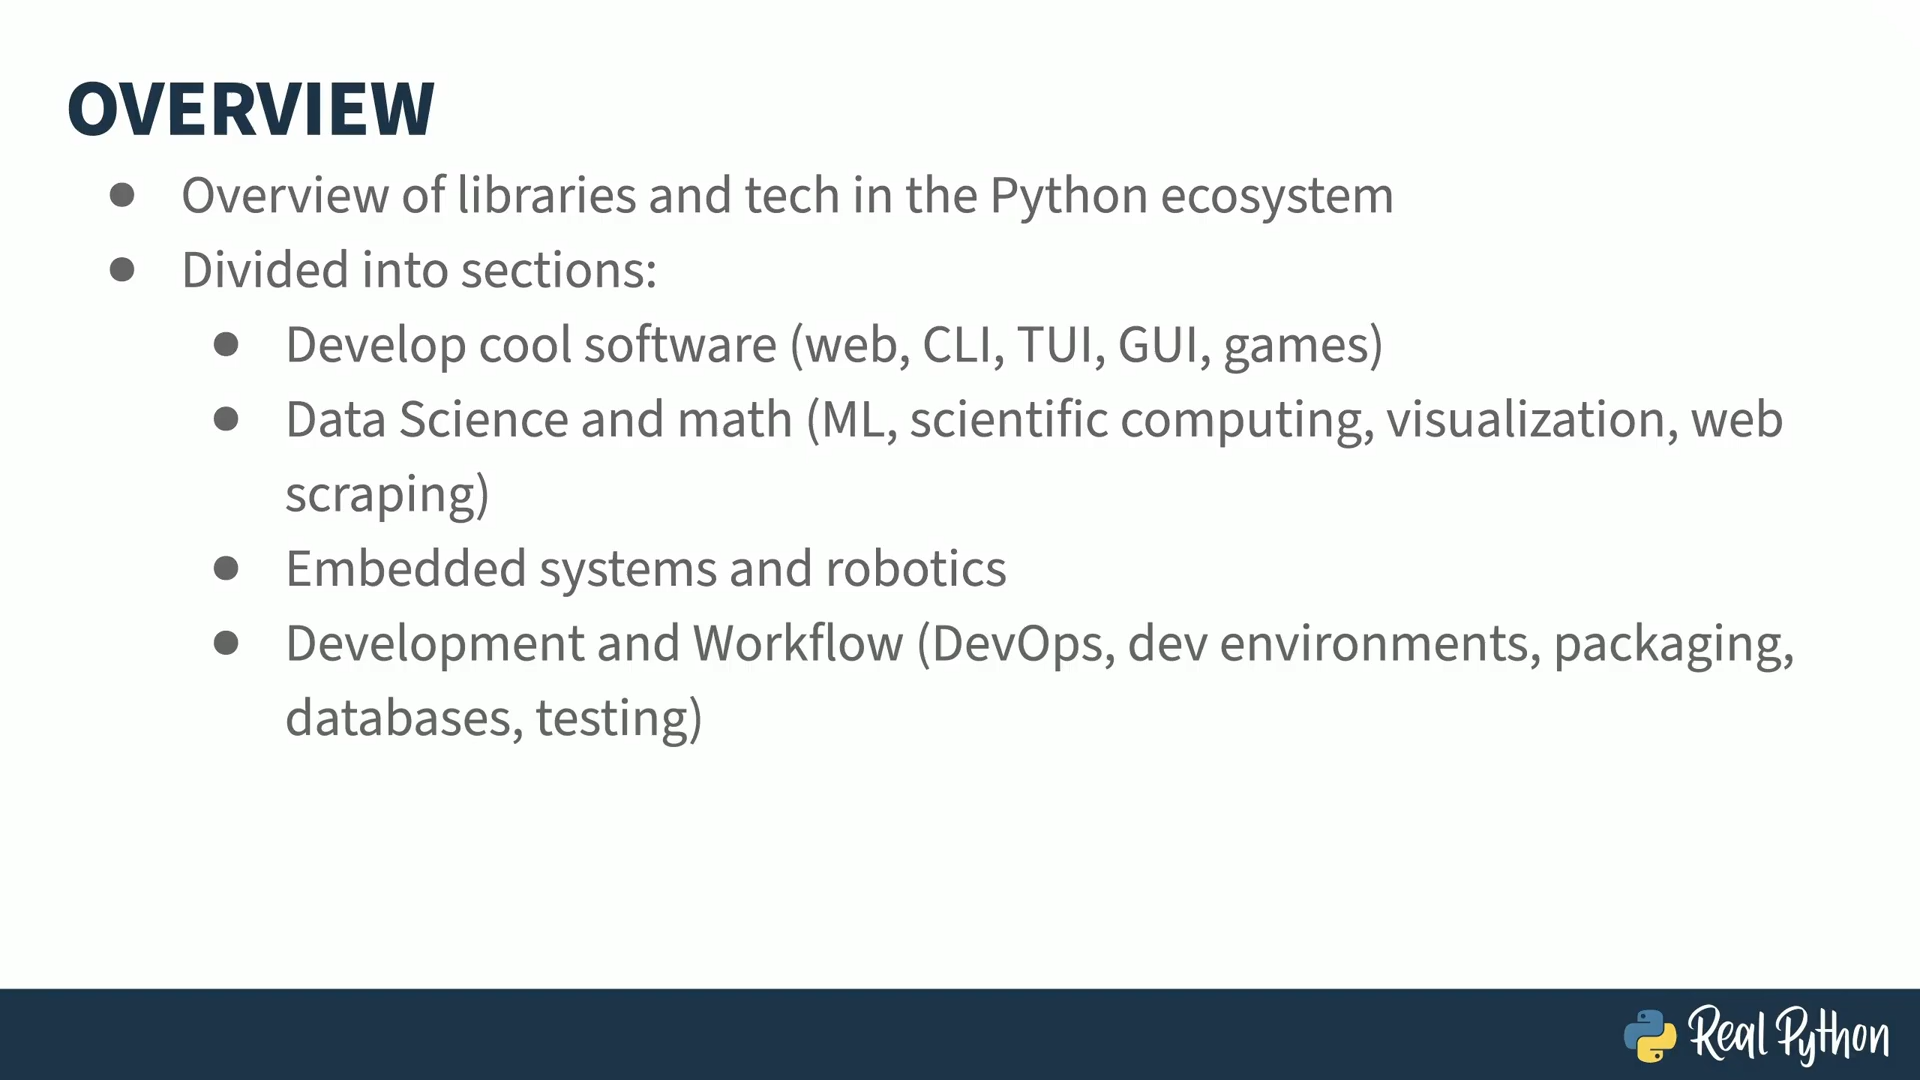 OVERVIEW
● Overview of libraries and tech in the Python ecosystem
● Divided into sections:
● Develop cool software (web, CLI, TUI, GUI, games)
● Data Science and math (ML, scientific computing, visualization, web
scraping)
● Embedded systems and robotics
● Development and Workflow (DevOps, dev environments, packaging,
databases, testing)
Real Python